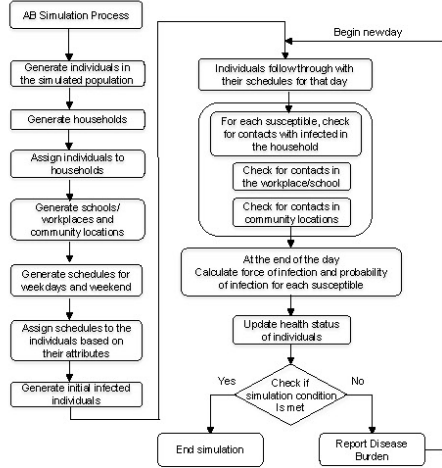 AB Simulation Process
Generate individuals in
the simulated population
Generate households
Assign individuals to
households
Generate schools/
workplaces and
community locations
Generate schedules for
weekdays and weekend
Assign schedules to the
individuals based on
their attributes
Generate initial infected
individuals
Begin newday
Individuals follow through with
their schedules for that day
For each susceptible, check
for contacts with infected in
the household
Check for contacts in
the workplace/school
Check for contacts in
community locations
At the end of the day
Calculate force of infection and probability
of infection for each susceptible
Update health status
of individuals
Check if
simulation condition
Is met
Yes
No
End simulation
Report Disease
Burden